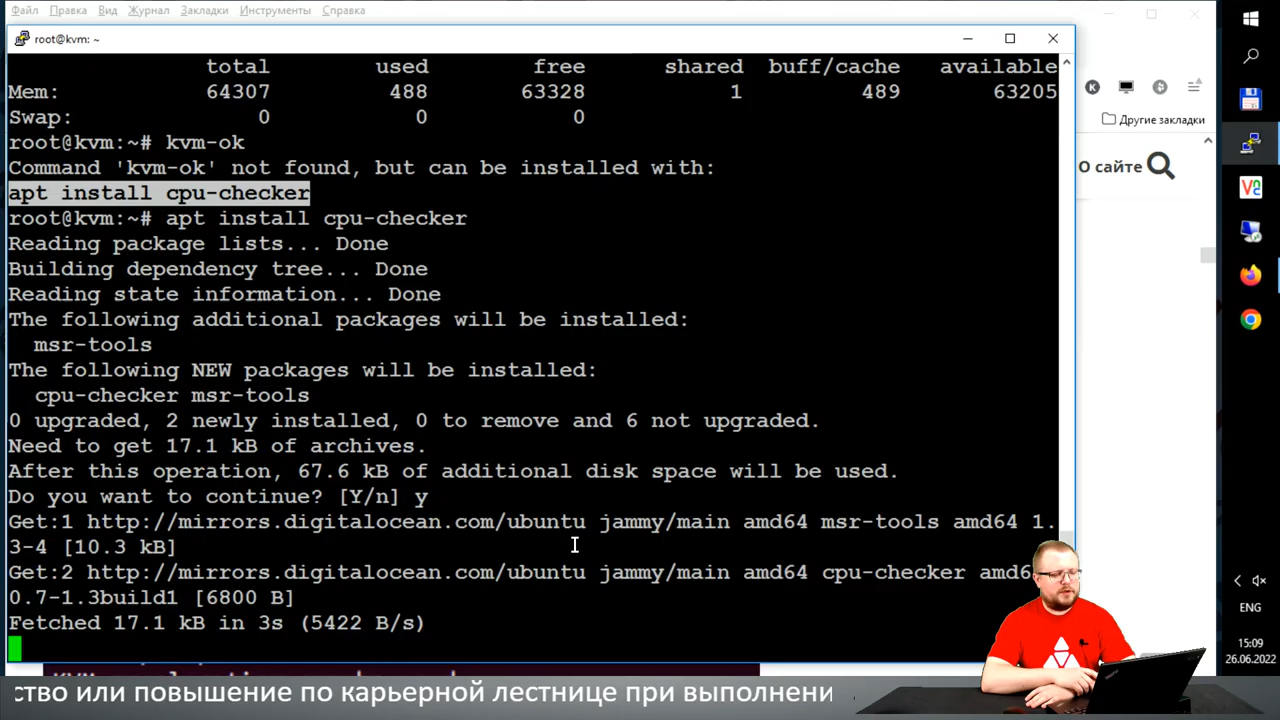 Файл Правка Вид Журнал Закладки Инструменты Справка
root@kvm: ~
total used free shared buff/cache available
Mem: 64307 488 63328 1 489 63205
Swap: 0 0 0
root@kvm:~# kvm-ok
Command 'kvm-ok' not found, but can be installed with:
apt install cpu-checker
root@kvm:~# apt install cpu-checker
Reading package lists... Done
Building dependency tree... Done
Reading state information... Done
The following additional packages will be installed:
msr-tools
The following NEW packages will be installed:
cpu-checker msr-tools
0 upgraded, 2 newly installed, 0 to remove and 6 not upgraded.
Need to get 17.1 kB of archives.
After this operation, 67.6 kB of additional disk space will be used.
Do you want to continue? [Y/n] y
Get:1 http://mirrors.digitalocean.com/ubuntu jammy/main amd64 msr-tools amd64 1.
3-4 [10.3 kB]
Get:2 http://mirrors.digitalocean.com/ubuntu jammy/main amd64 cpu-checker amd6
0.7-1.3build1 [6800 B]
Fetched 17.1 kB in 3s (5422 B/s)
Другие закладки
О сайте
ENG
15:09
26.06.2022
ство или повышение по карьерной лестнице при выполнени